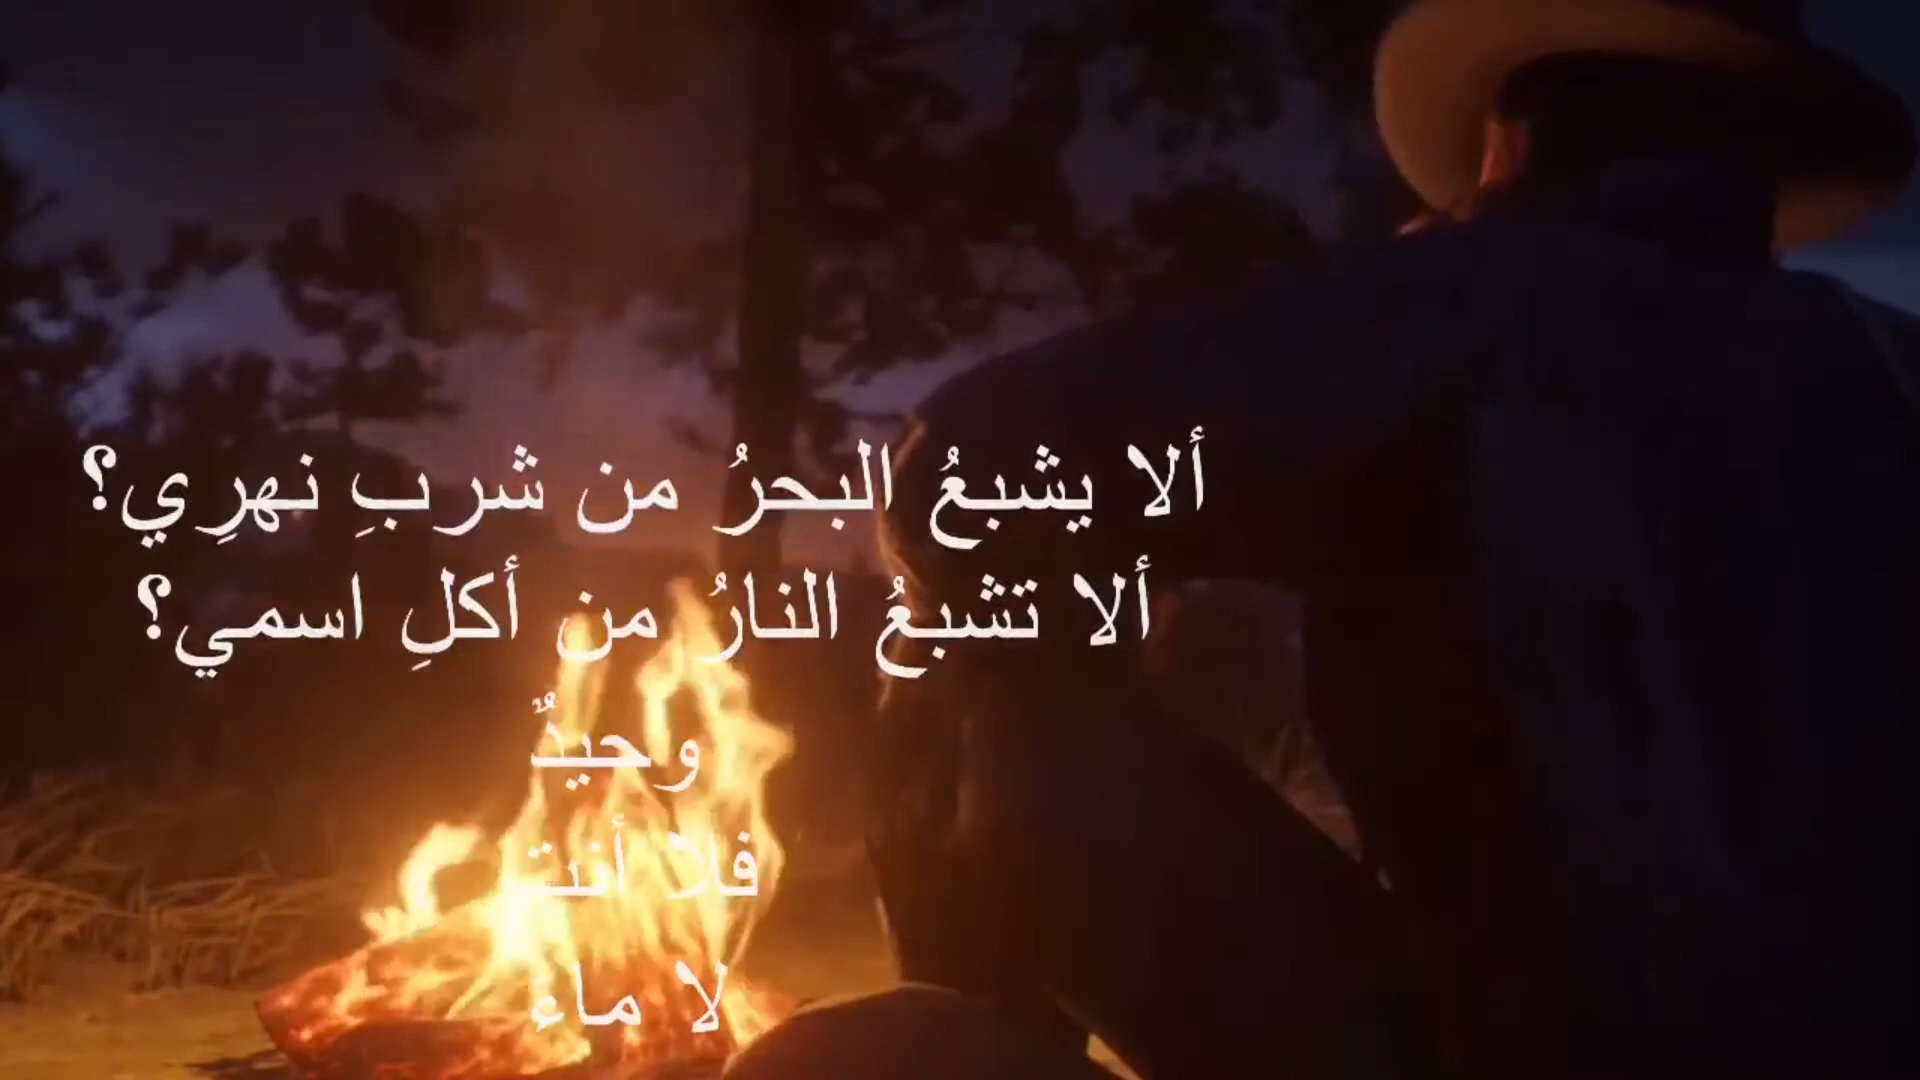 ألا يشبعُ البحرُ من شربِ نهرِي؟
ألا تشبعُ النارُ من أكلِ اسمي؟
وحيدٌ
فلا أنت
لا ماء